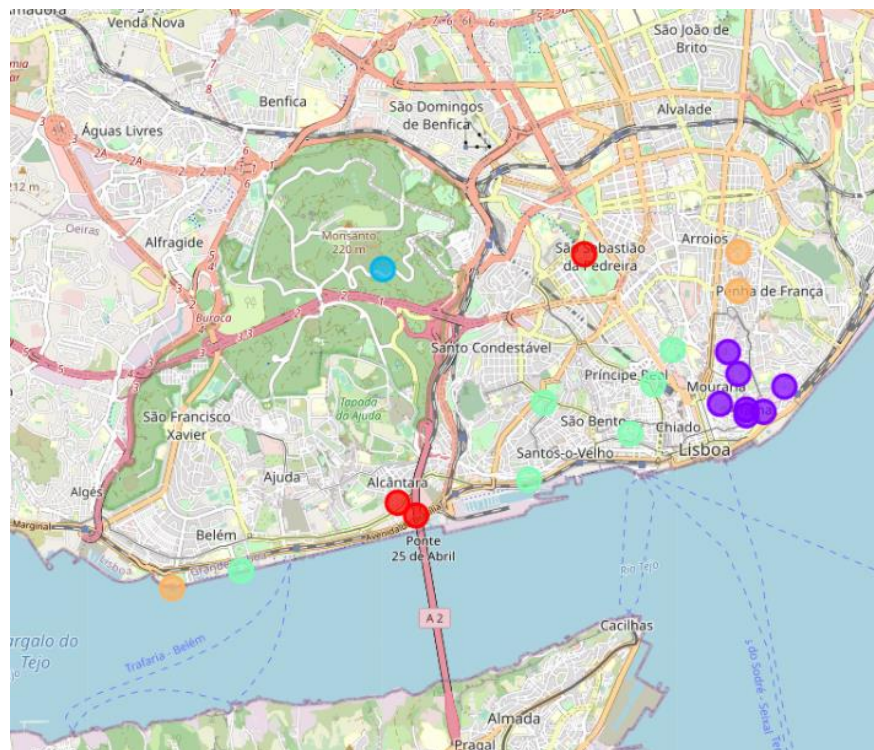 Venda Nova
São João de
Brito
Benfica
São Domingos
de Benfica
Alvalade
Águas Livres
212 m
Oeiras
Alfragide
Monsanto
220 m
São Sebastião
da Pedreira
Arroios
Penha de França
Buraca
Santo Condestável
Príncipe Real
Mouraria
Tapada
da Ajuda
São Francisco
Xavier
São Bento
Chiado
Lisboa
Santos-o-Velho
Ajuda
Alcântara
Algés
Marginal
Belém
Ponte
25 de Abril
Lisboa
Rio Tejo
A 2
Cacilhas
Trafaria - Belém
Tejo
Almada
Pragal